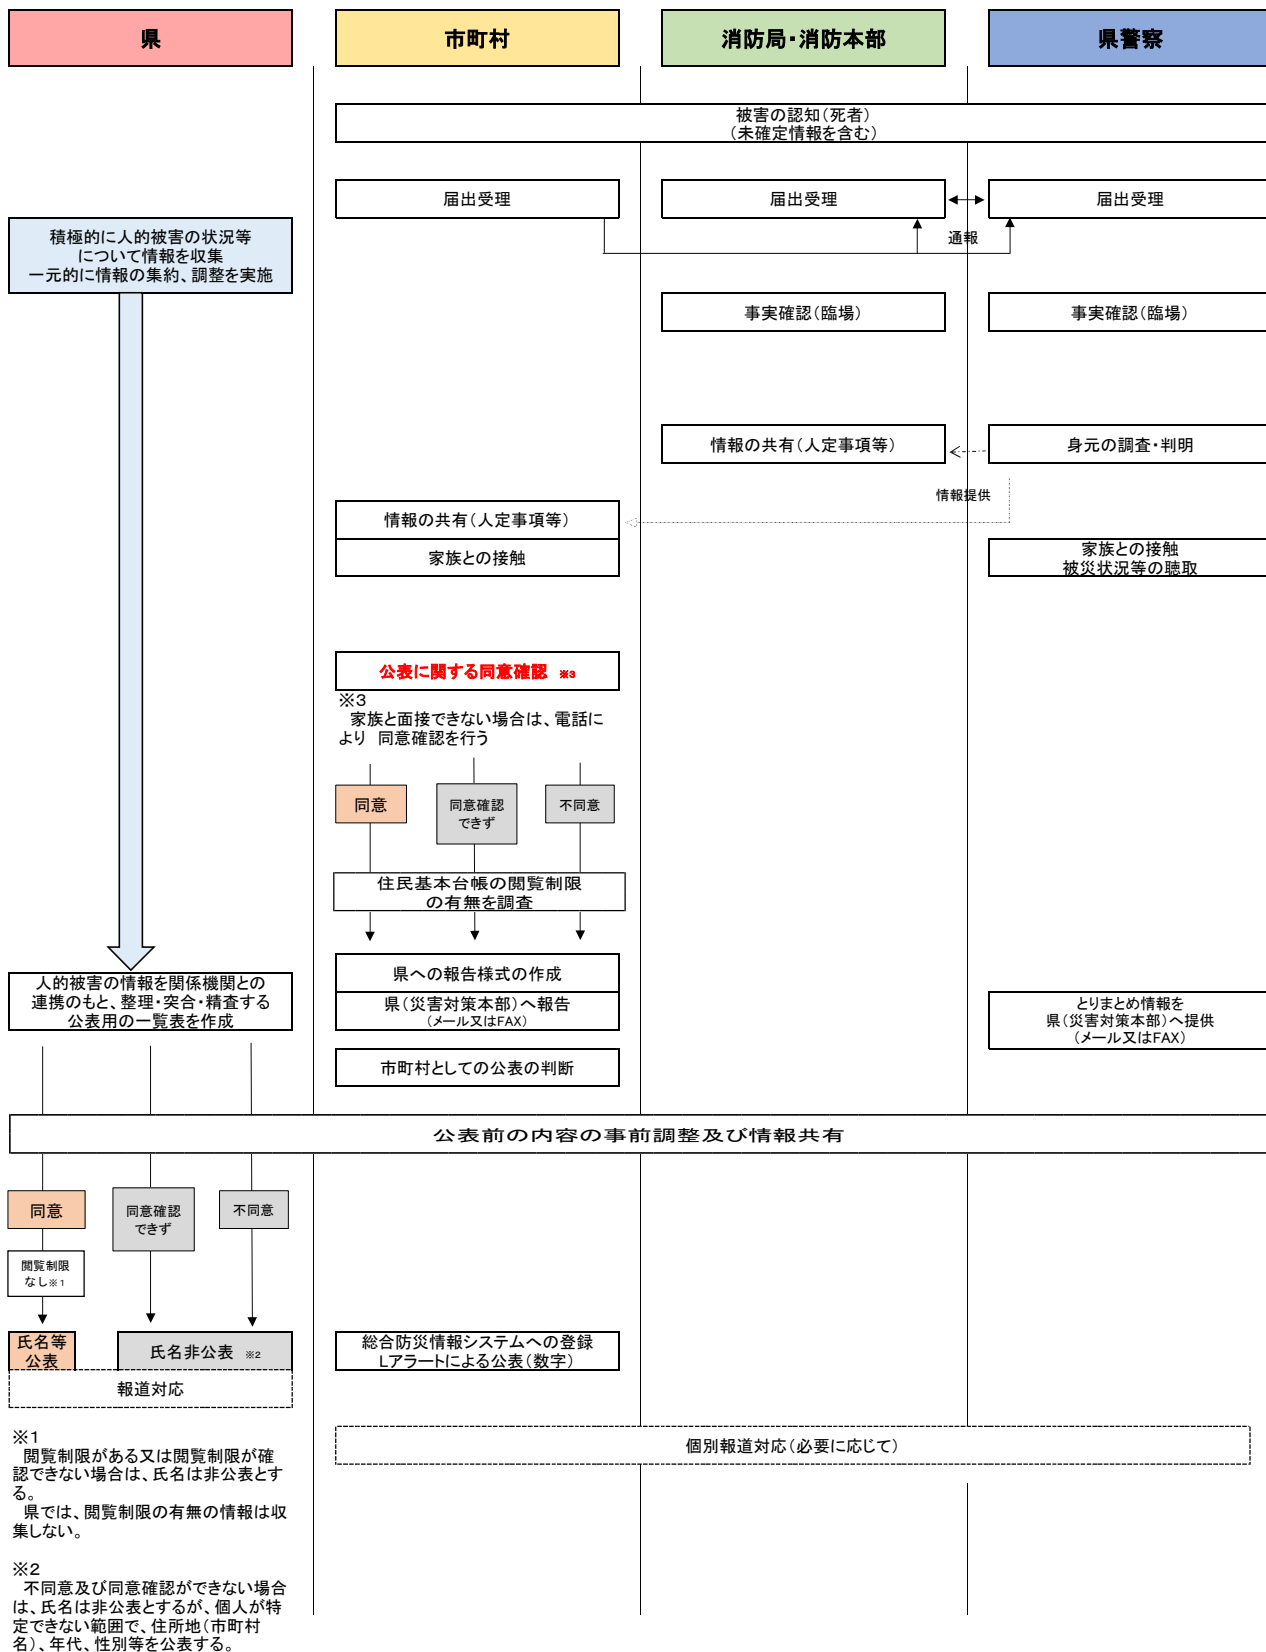 県
市町村
消防局・消防本部
県警察
被害の認知（死者）
（未確定情報を含む）
届出受理
届出受理
届出受理
通報
積極的に人的被害の状況等
について情報を収集
一元的に情報の集約、調整を実施
事実確認（臨場）
事実確認（臨場）
情報の共有（人定事項等）
身元の調査・判明
情報提供
情報の共有（人定事項等）
家族との接触
家族との接触
被災状況等の聴取
公表に関する同意確認 ※3
※3
家族と面接できない場合は、電話に
より　同意確認を行う
同意
同意確認
できず
不同意
住民基本台帳の閲覧制限
の有無を調査
県への報告様式の作成
県（災害対策本部）へ報告
（メール又はFAX）
人的被害の情報を関係機関との
連携のもと、整理・突合・精査する
公表用の一覧表を作成
とりまとめ情報を
県（災害対策本部）へ提供
（メール又はFAX）
市町村としての公表の判断
公表前の内容の事前調整及び情報共有
同意
同意確認
できず
不同意
閲覧制限
なし※1
氏名等
公表
氏名非公表 ※2
報道対応
総合防災情報システムへの登録
Lアラートによる公表（数字）
個別報道対応（必要に応じて）
※1
閲覧制限がある又は閲覧制限が確
認できない場合は、氏名は非公表とす
る。
県では、閲覧制限の有無の情報は収
集しない。
※2
不同意及び同意確認ができない場合
は、氏名は非公表とするが、個人が特
定できない範囲で、住所地（市町村
名）、年代、性別等を公表する。